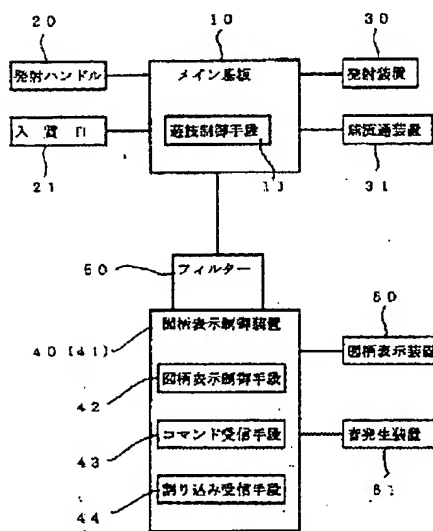 20
10
30
発射ハンドル
メイン基板
発射装置
入賞口
遊技制御手段
球流通装置
21
11
31
60
フィルター
50
図柄表示制御装置
40(41)
図柄表示装置
図柄表示制御手段
42
コマンド受信手段
音発生装置
43
51
割り込み受信手段
44